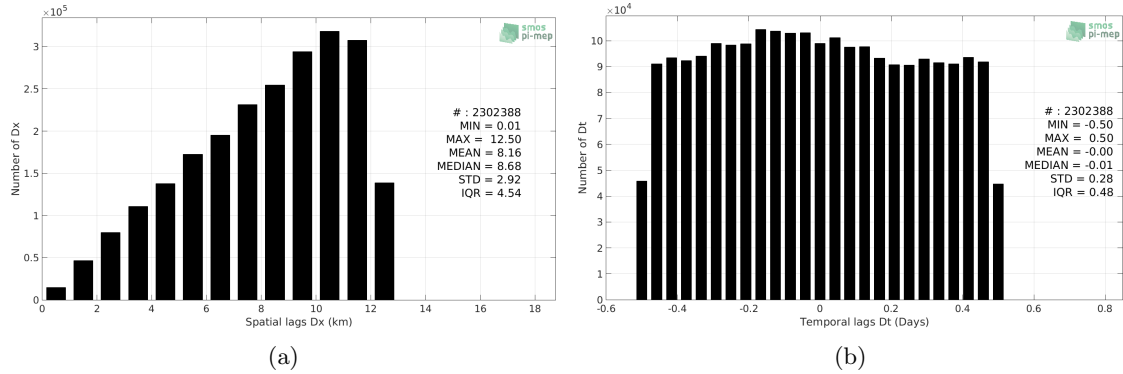 ×10^5
smos
pi-mep
3
2.5
2
1.5
1
0.5
0
Number of Dx
# : 2302388
MIN = 0.01
MAX = 12.50
MEAN = 8.16
MEDIAN = 8.68
STD = 2.92
IQR = 4.54
0 2 4 6 8 10 12 14 16 18
Spatial lags Dx (km)
(a)
×10^4
smos
pi-mep
10
9
8
7
6
5
4
3
2
1
0
Number of Dt
# : 2302388
MIN = -0.50
MAX = 0.50
MEAN = -0.00
MEDIAN = -0.01
STD = 0.28
IQR = 0.48
-0.6 -0.4 -0.2 0 0.2 0.4 0.6 0.8
Temporal lags Dt (Days)
(b)